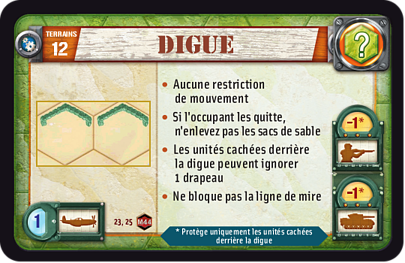 TERRAINS
12
DIGUE
?
• Aucune restriction
de mouvement
• Si l'occupant les quitte,
n'enlevez pas les sacs de sable
• Les unités cachées derrière
la digue peuvent ignorer
1 drapeau
• Ne bloque pas la ligne de mire
-1*
-1*
1
23, 25
M44
* Protège uniquement les unités cachées
derrière la digue